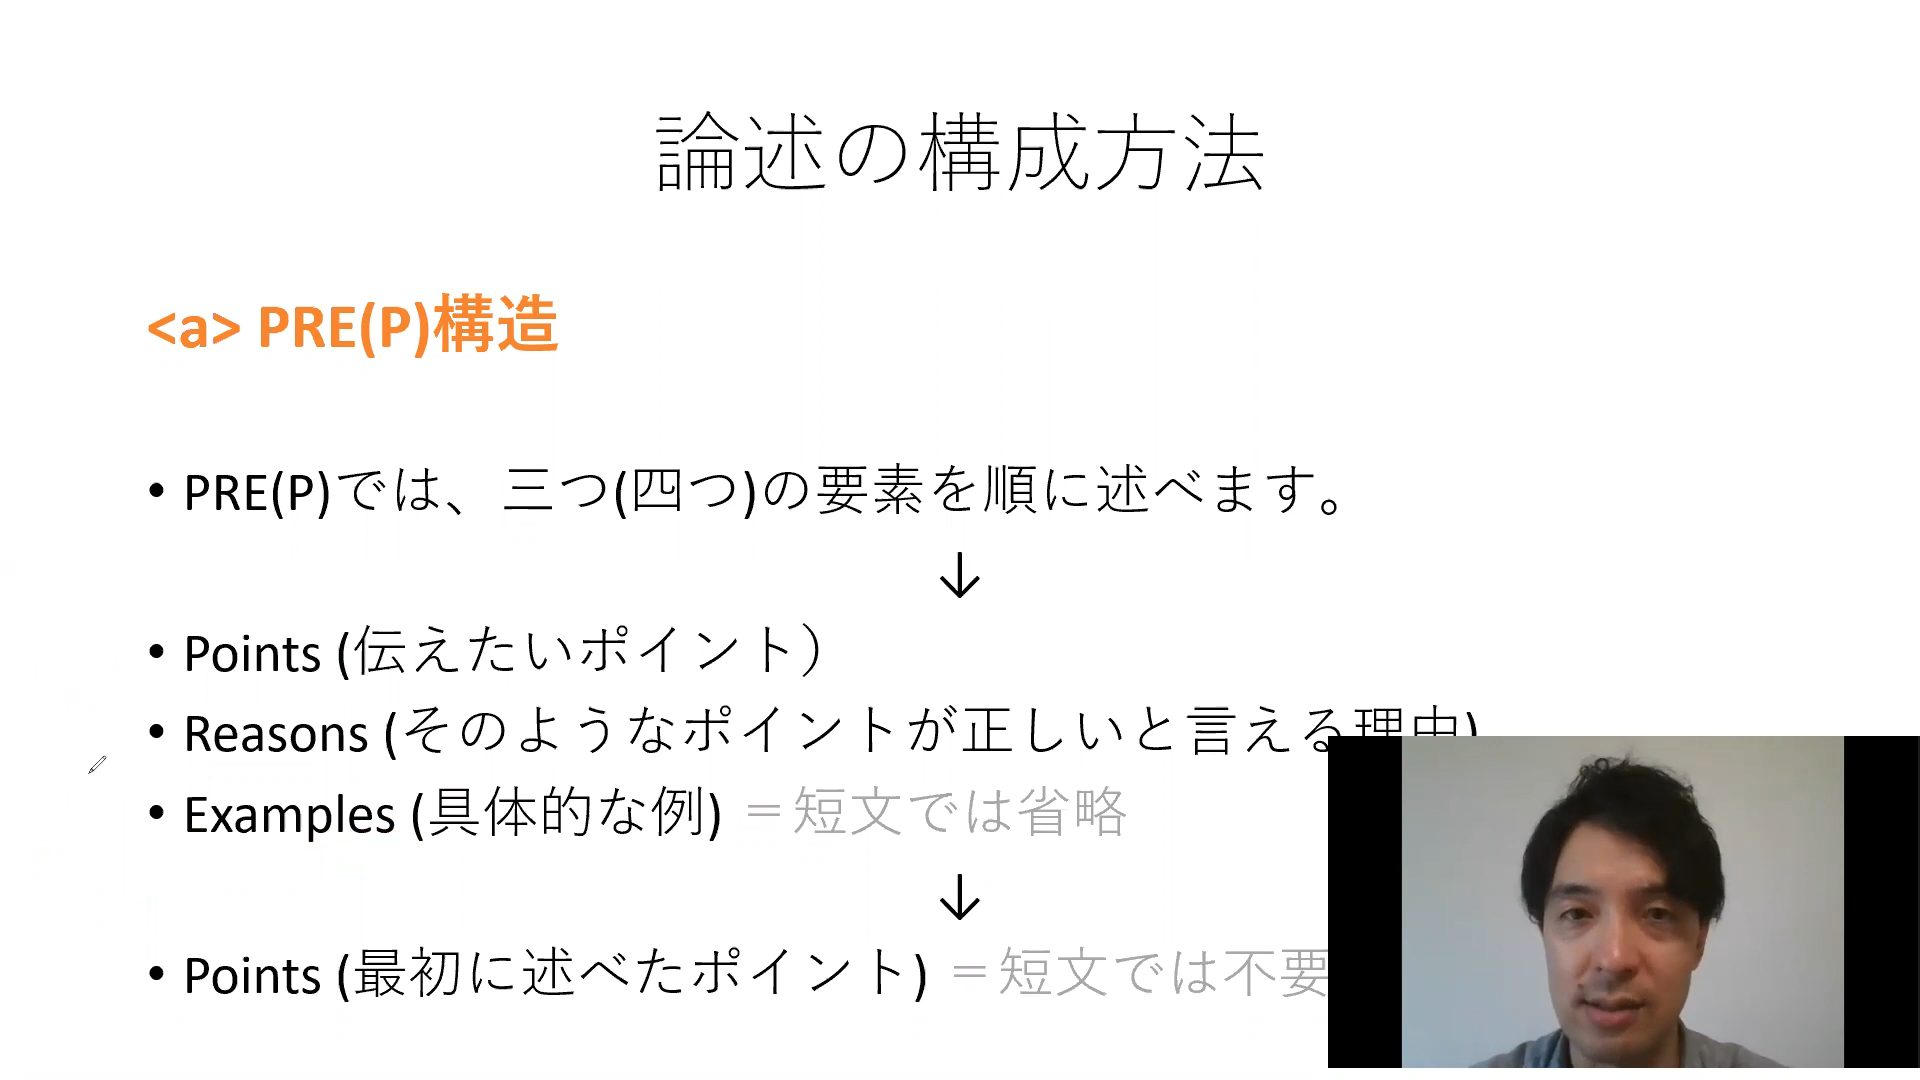 論述の構成方法
<a> PRE(P)構造
• PRE(P)では、三つ(四つ)の要素を順に述べます。
↓
• Points (伝えたいポイント）
• Reasons (そのようなポイントが正しいと言える理由)
• Examples (具体的な例) ＝短文では省略
↓
• Points (最初に述べたポイント) ＝短文では不要